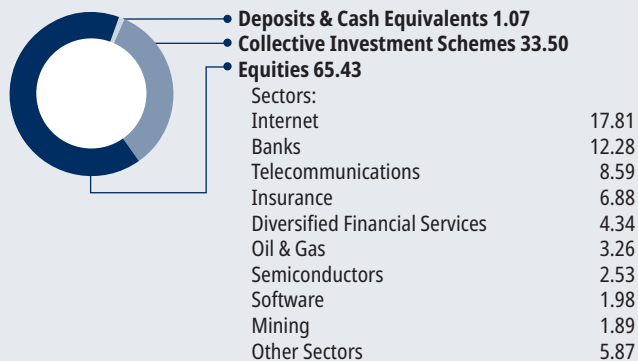 Deposits & Cash Equivalents 1.07
Collective Investment Schemes 33.50
Equities 65.43
Sectors:
Internet 17.81
Banks 12.28
Telecommunications 8.59
Insurance 6.88
Diversified Financial Services 4.34
Oil & Gas 3.26
Semiconductors 2.53
Software 1.98
Mining 1.89
Other Sectors 5.87